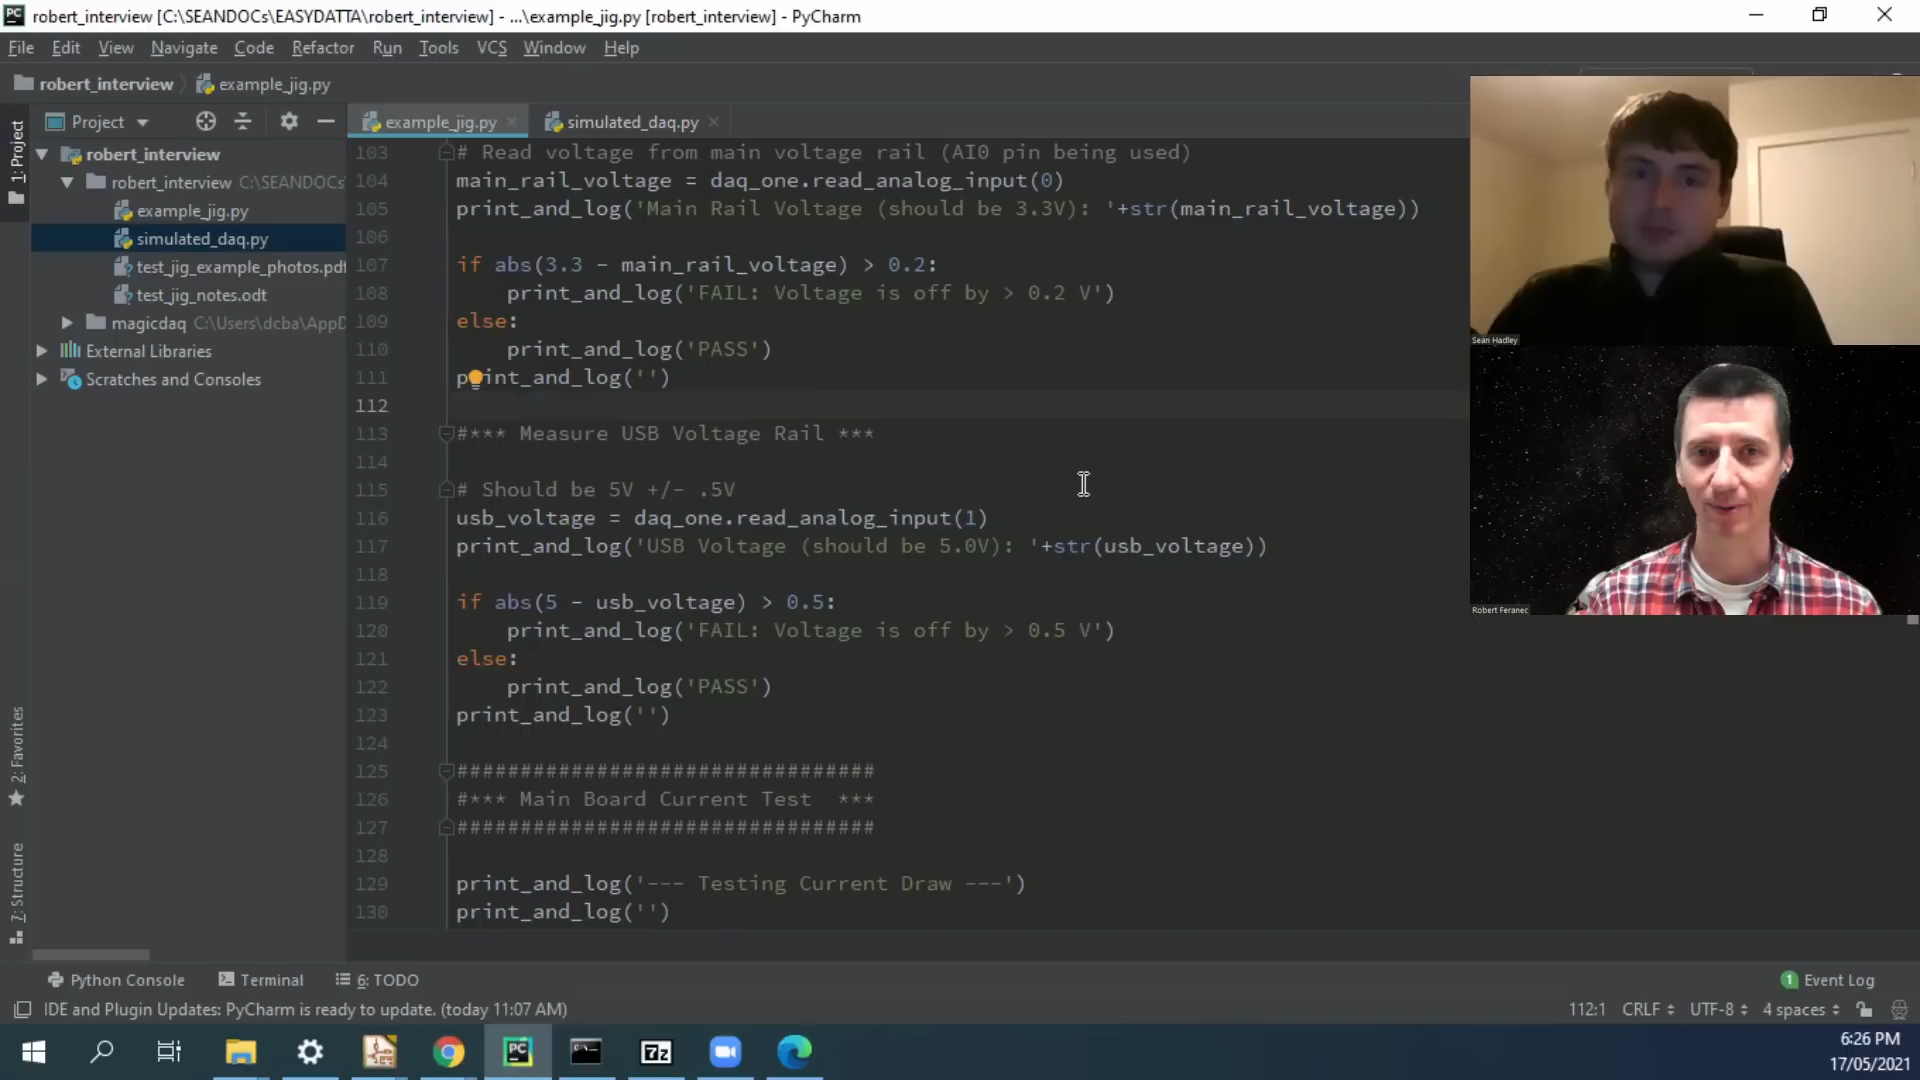 robert_interview [C:\SEANDOCs\EASYDATTA\robert_interview] - ...\example_jig.py [robert_interview] - PyCharm
File Edit View Navigate Code Refactor Run Tools VCS Window Help
robert_interview example_jig.py
1: Project
Project
example_jig.py
simulated_daq.py
robert_interview
robert_interview C:\SEANDOCs
example_jig.py
simulated_daq.py
test_jig_example_photos.pdf
test_jig_notes.odt
magicdaq C:\Users\dcba\AppD
External Libraries
Scratches and Consoles
2: Favorites
7: Structure
103 # Read voltage from main voltage rail (AI0 pin being used)
104 main_rail_voltage = daq_one.read_analog_input(0)
105 print_and_log('Main Rail Voltage (should be 3.3V): '+str(main_rail_voltage))
106
107 if abs(3.3 - main_rail_voltage) > 0.2:
108 print_and_log('FAIL: Voltage is off by > 0.2 V')
109 else:
110 print_and_log('PASS')
111 print_and_log('')
112
113 #*** Measure USB Voltage Rail ***
114
115 # Should be 5V +/- .5V
116 usb_voltage = daq_one.read_analog_input(1)
117 print_and_log('USB Voltage (should be 5.0V): '+str(usb_voltage))
118
119 if abs(5 - usb_voltage) > 0.5:
120 print_and_log('FAIL: Voltage is off by > 0.5 V')
121 else:
122 print_and_log('PASS')
123 print_and_log('')
124
125 #################################
126 #*** Main Board Current Test ***
127 #################################
128
129 print_and_log('--- Testing Current Draw ---')
130 print_and_log('')
Sean Hadley
Robert Feranec
Python Console Terminal 6: TODO
1 Event Log
IDE and Plugin Updates: PyCharm is ready to update. (today 11:07 AM)
112:1 CRLF UTF-8 4 spaces
PC
7z
6:26 PM
17/05/2021